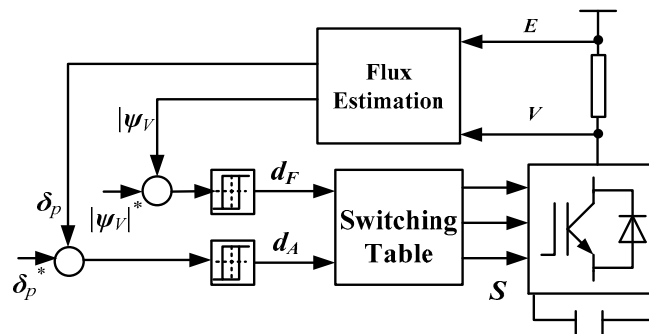 E
Flux
Estimation
V
|ψV|
δp
dF
|ψV|*
Switching
Table
dA
δp*
S